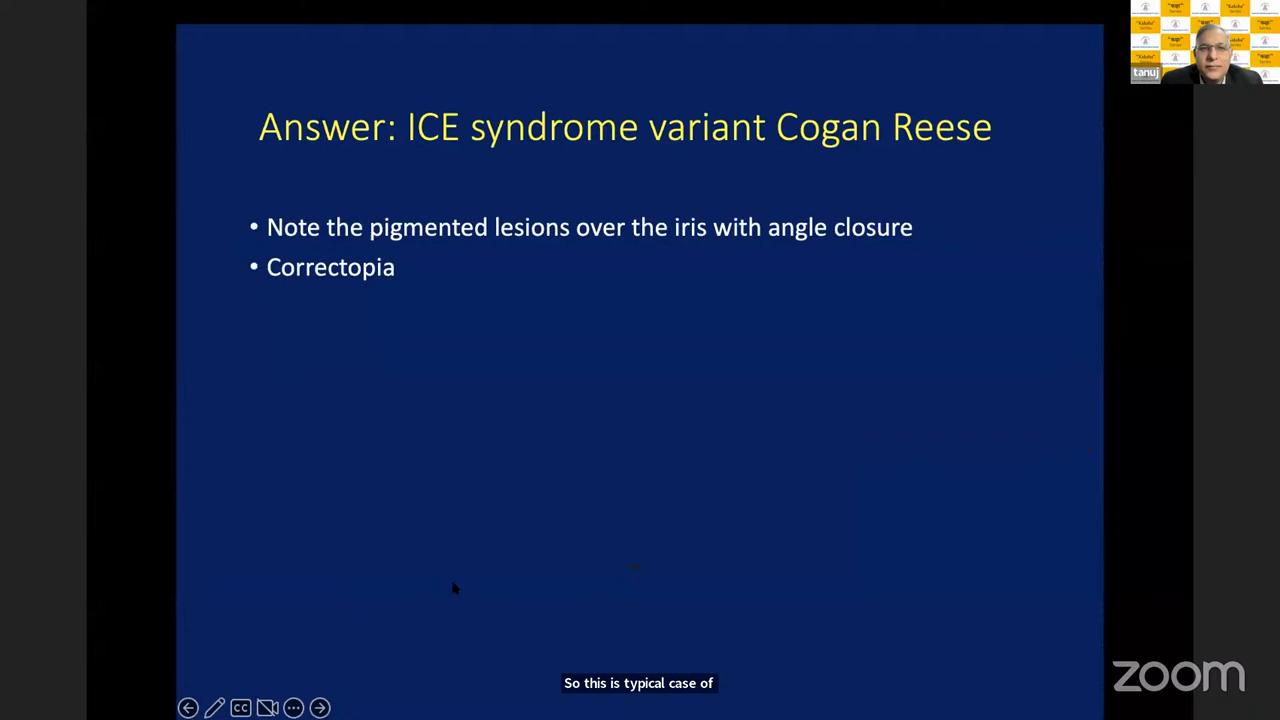 Answer: ICE syndrome variant Cogan Reese
• Note the pigmented lesions over the iris with angle closure
• Correctopia
So this is typical case of
tanuj
CC
zoom